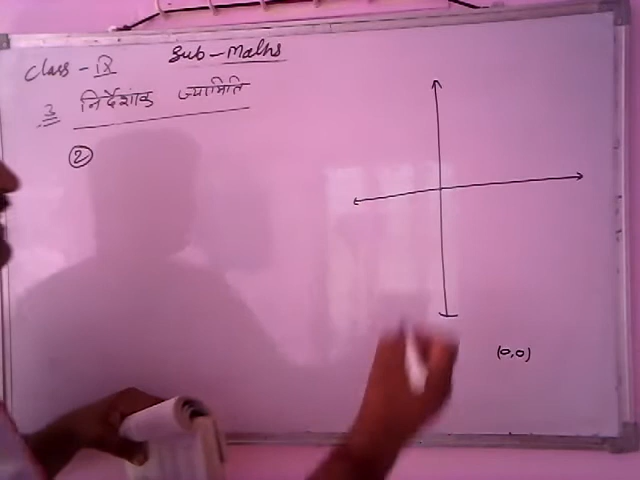 Class - IX Sub - Maths
3 निर्देशांक ज्यामिति
②
(0,0)